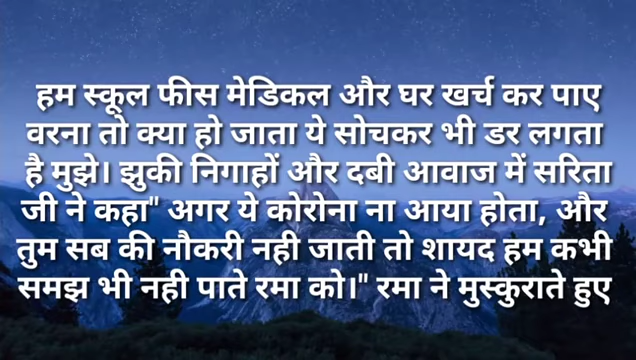 हम स्कूल फीस मेडिकल और घर खर्च कर पाए
वरना तो क्या हो जाता ये सोचकर भी डर लगता
है मुझे। झुकी निगाहों और दबी आवाज में सरिता
जी ने कहा" अगर ये कोरोना ना आया होता, और
तुम सब की नौकरी नही जाती तो शायद हम कभी
समझ भी नही पाते रमा को।" रमा ने मुस्कुराते हुए